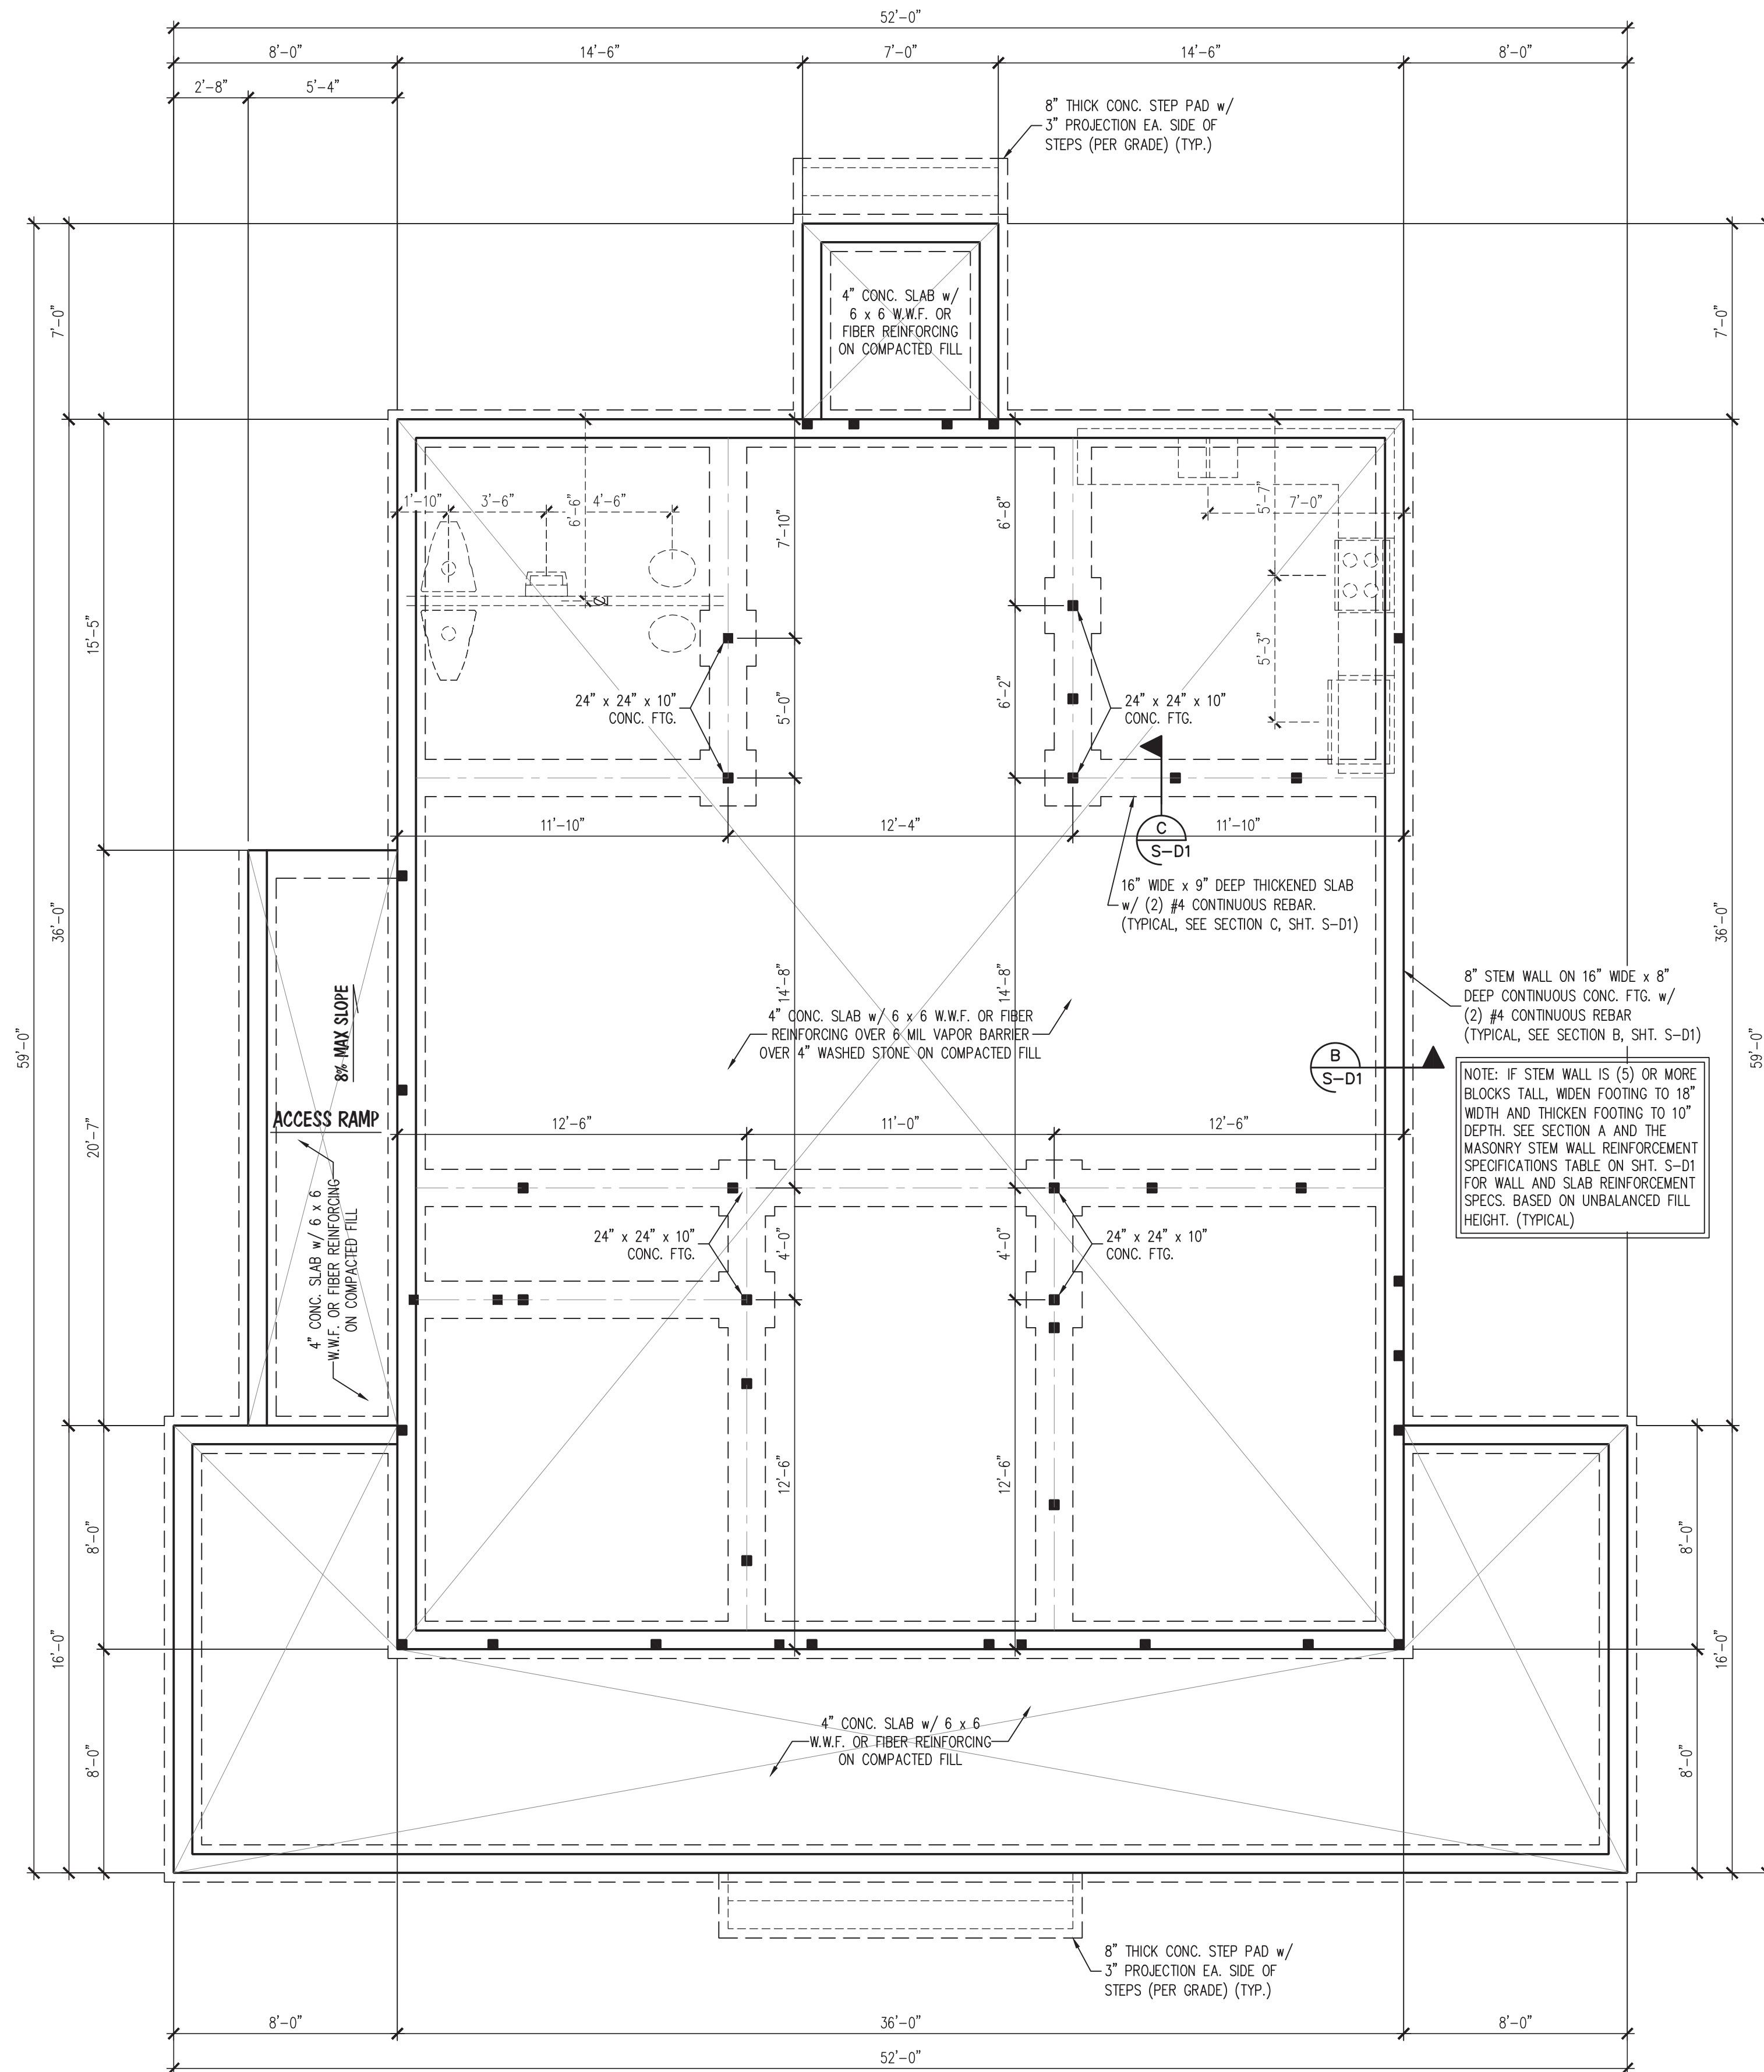 52'-0"
8'-0"
14'-6"
7'-0"
14'-6"
8'-0"
2'-8"
5'-4"
8" THICK CONC. STEP PAD w/
3" PROJECTION EA. SIDE OF
STEPS (PER GRADE) (TYP.)
7'-0"
7'-0"
4" CONC. SLAB w/
6 x 6 W.W.F. OR
FIBER REINFORCING
ON COMPACTED FILL
1'-10"
3'-6"
6'-6"
4'-6"
7'-10"
6'-8"
5'-7"
7'-0"
15'-5"
5'-3"
24" x 24" x 10"
CONC. FTG.
5'-0"
6'-2"
24" x 24" x 10"
CONC. FTG.
11'-10"
12'-4"
11'-10"
C
S-D1
16" WIDE x 9" DEEP THICKENED SLAB
w/ (2) #4 CONTINUOUS REBAR.
(TYPICAL, SEE SECTION C, SHT. S-D1)
36'-0"
36'-0"
59'-0"
59'-0"
8" STEM WALL ON 16" WIDE x 8"
DEEP CONTINUOUS CONC. FTG. w/
(2) #4 CONTINUOUS REBAR
(TYPICAL, SEE SECTION B, SHT. S-D1)
14'-8"
14'-8"
4" CONC. SLAB w/ 6 x 6 W.W.F. OR FIBER
REINFORCING OVER 6 MIL VAPOR BARRIER
OVER 4" WASHED STONE ON COMPACTED FILL
B
S-D1
NOTE: IF STEM WALL IS (5) OR MORE
BLOCKS TALL, WIDEN FOOTING TO 18"
WIDTH AND THICKEN FOOTING TO 10"
DEPTH. SEE SECTION A AND THE
MASONRY STEM WALL REINFORCEMENT
SPECIFICATIONS TABLE ON SHT. S-D1
FOR WALL AND SLAB REINFORCEMENT
SPECS. BASED ON UNBALANCED FILL
HEIGHT. (TYPICAL)
8% MAX SLOPE
ACCESS RAMP
20'-7"
12'-6"
11'-0"
12'-6"
4" CONC. SLAB w/ 6 x 6
W.W.F. OR FIBER REINFORCING
ON COMPACTED FILL
24" x 24" x 10"
CONC. FTG.
4'-0"
4'-0"
24" x 24" x 10"
CONC. FTG.
12'-6"
12'-6"
8'-0"
8'-0"
16'-0"
16'-0"
8'-0"
8'-0"
4" CONC. SLAB w/ 6 x 6
W.W.F. OR FIBER REINFORCING
ON COMPACTED FILL
8" THICK CONC. STEP PAD w/
3" PROJECTION EA. SIDE OF
STEPS (PER GRADE) (TYP.)
8'-0"
36'-0"
8'-0"
52'-0"